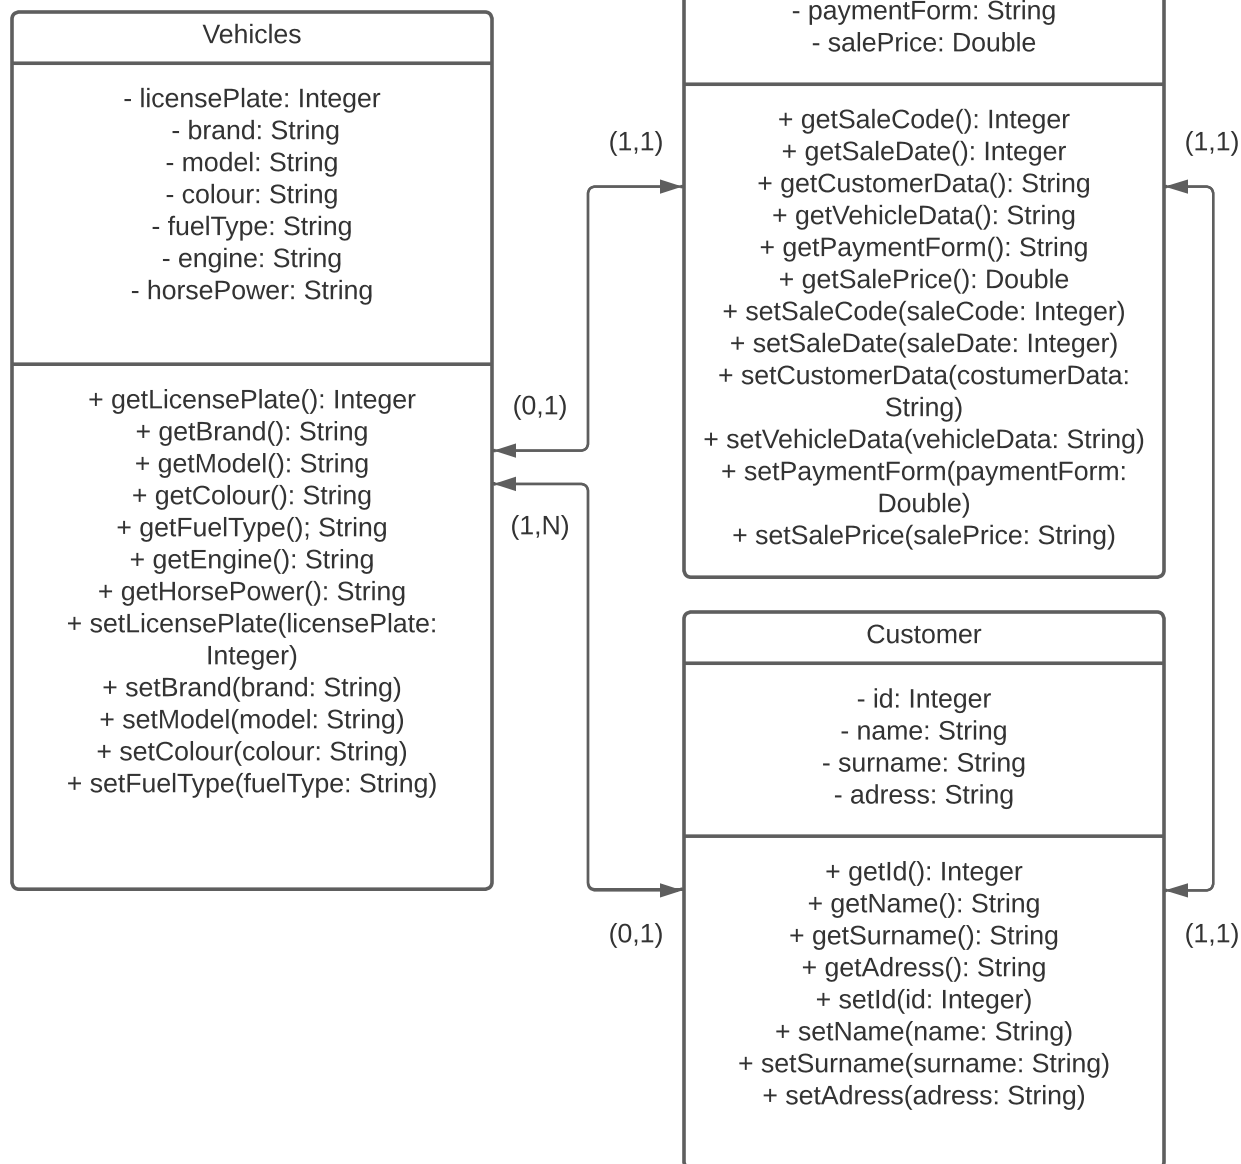 Vehicles
- licensePlate: Integer
- brand: String
- model: String
- colour: String
- fuelType: String
- engine: String
- horsePower: String
+ getLicensePlate(): Integer
+ getBrand(): String
+ getModel(): String
+ getColour(): String
+ getFuelType(); String
+ getEngine(): String
+ getHorsePower(): String
+ setLicensePlate(licensePlate:
Integer)
+ setBrand(brand: String)
+ setModel(model: String)
+ setColour(colour: String)
+ setFuelType(fuelType: String)
(1,1)
(0,1)
(1,N)
(0,1)
- paymentForm: String
- salePrice: Double
+ getSaleCode(): Integer
+ getSaleDate(): Integer
+ getCustomerData(): String
+ getVehicleData(): String
+ getPaymentForm(): String
+ getSalePrice(): Double
+ setSaleCode(saleCode: Integer)
+ setSaleDate(saleDate: Integer)
+ setCustomerData(costumerData:
String)
+ setVehicleData(vehicleData: String)
+ setPaymentForm(paymentForm:
Double)
+ setSalePrice(salePrice: String)
Customer
- id: Integer
- name: String
- surname: String
- adress: String
+ getId(): Integer
+ getName(): String
+ getSurname(): String
+ getAdress(): String
+ setId(id: Integer)
+ setName(name: String)
+ setSurname(surname: String)
+ setAdress(adress: String)
(1,1)
(1,1)